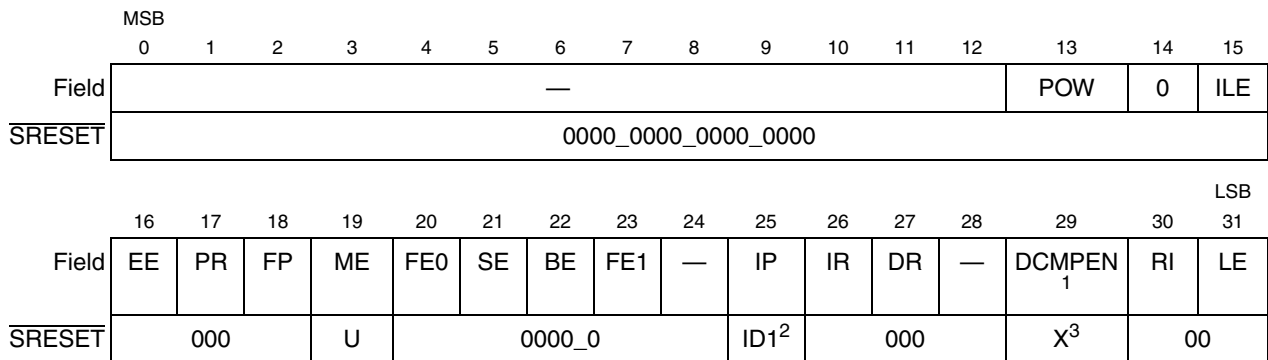 MSB
0 1 2 3 4 5 6 7 8 9 10 11 12 13 14 15
Field — POW 0 ILE
SRESET 0000_0000_0000_0000
LSB
16 17 18 19 20 21 22 23 24 25 26 27 28 29 30 31
Field EE PR FP ME FE0 SE BE FE1 — IP IR DR — DCMPEN RI LE
1
SRESET 000 U 0000_0 ID1² 000 X³ 00